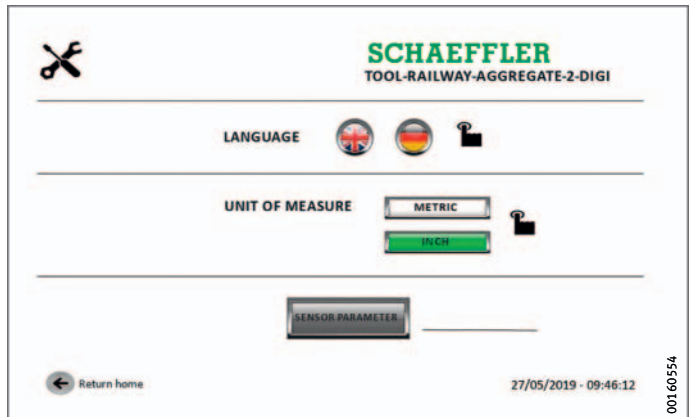 SCHAEFFLER
TOOL-RAILWAY-AGGREGATE-2-DIGI
LANGUAGE
UNIT OF MEASURE
METRIC
INCH
SENSOR PARAMETER
Return home
27/05/2019 - 09:46:12
00160554